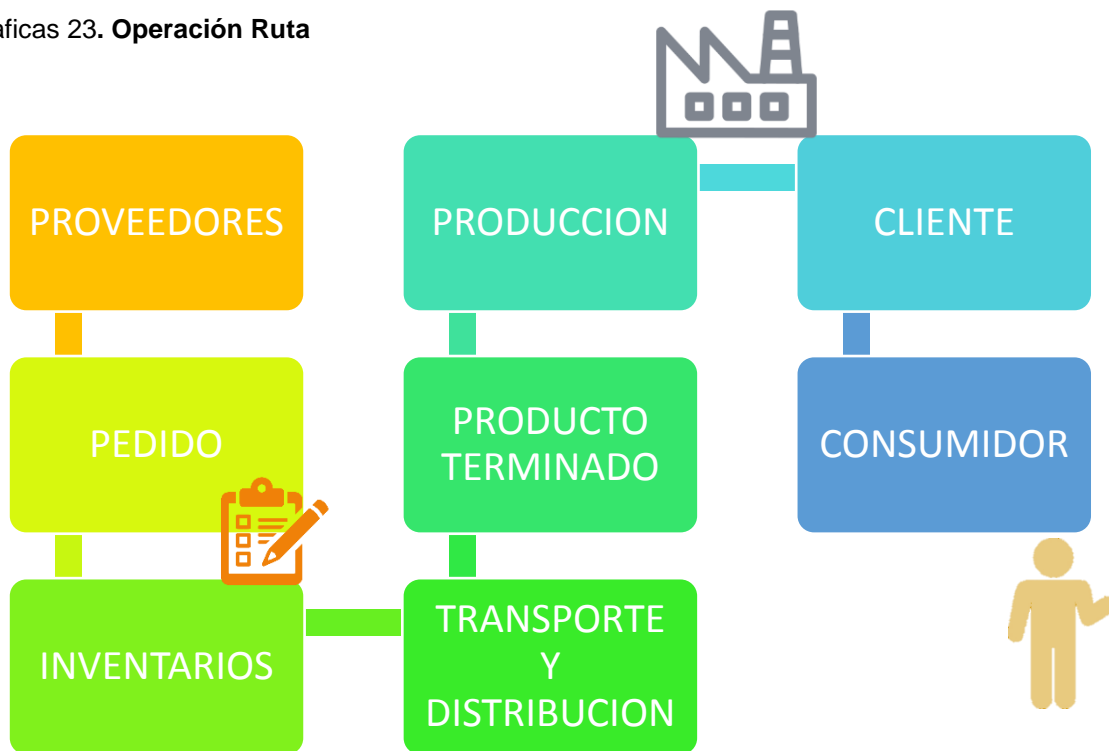 aficas 23. Operación Ruta
PROVEEDORES
PEDIDO
INVENTARIOS
TRANSPORTE
Y
DISTRIBUCION
PRODUCTO
TERMINADO
PRODUCCION
CLIENTE
CONSUMIDOR